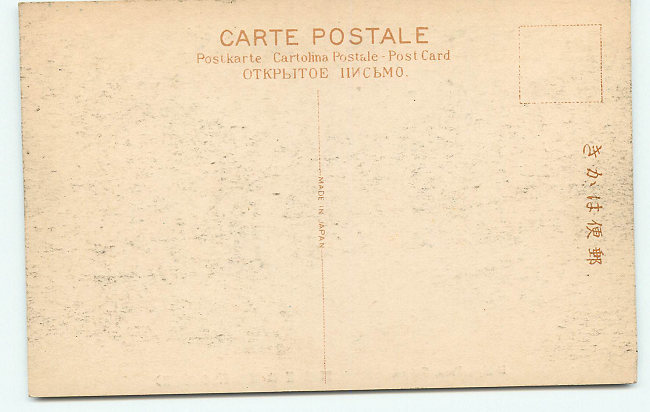 CARTE POSTALE
Postkarte - Cartolina Postale - Post Card
ОТКРЫТОЕ ПИСЬМО.
MADE IN JAPAN
きかは便郵